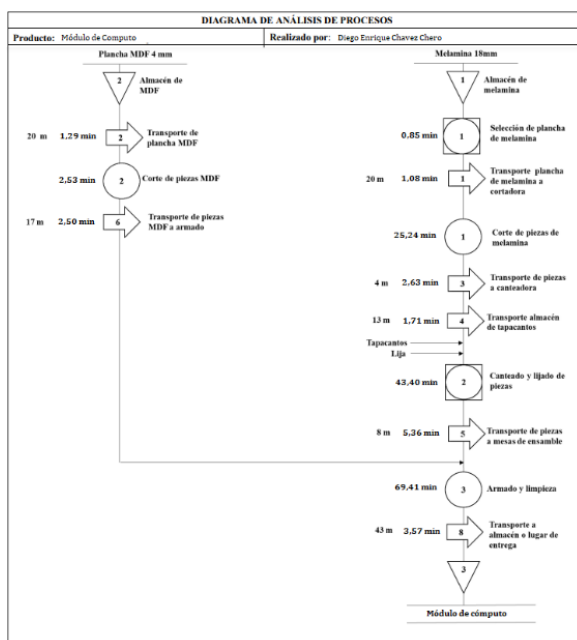 DIAGRAMA DE ANÁLISIS DE PROCESOS
Producto: Módulo de Computo
Realizado por: Diego Enrique Chavez Chero
Plancha MDF 4 mm
2
Almacén de
MDF
20 m 1,29 min
2
Transporte de
plancha MDF
2,53 min
2
Corte de piezas MDF
17 m 2,50 min
6
Transporte de piezas
MDF a armado
Melamina 18mm
1
Almacén de
melamina
0,85 min
1
Selección de plancha
de melamina
20 m 1,08 min
1
Transporte plancha
de melamina a
cortadora
25,24 min
1
Corte de piezas de
melamina
4 m 2,63 min
3
Transporte de piezas
a canteadora
13 m 1,71 min
4
Transporte almacén
de tapacantos
Tapacantos
Lija
43,40 min
2
Canteado y lijado de
piezas
8 m 5,36 min
5
Transporte de piezas
a mesas de ensamble
69,41 min
3
Armado y limpieza
43 m 3,57 min
8
Transporte a
almacén o lugar de
entrega
3
Módulo de cómputo